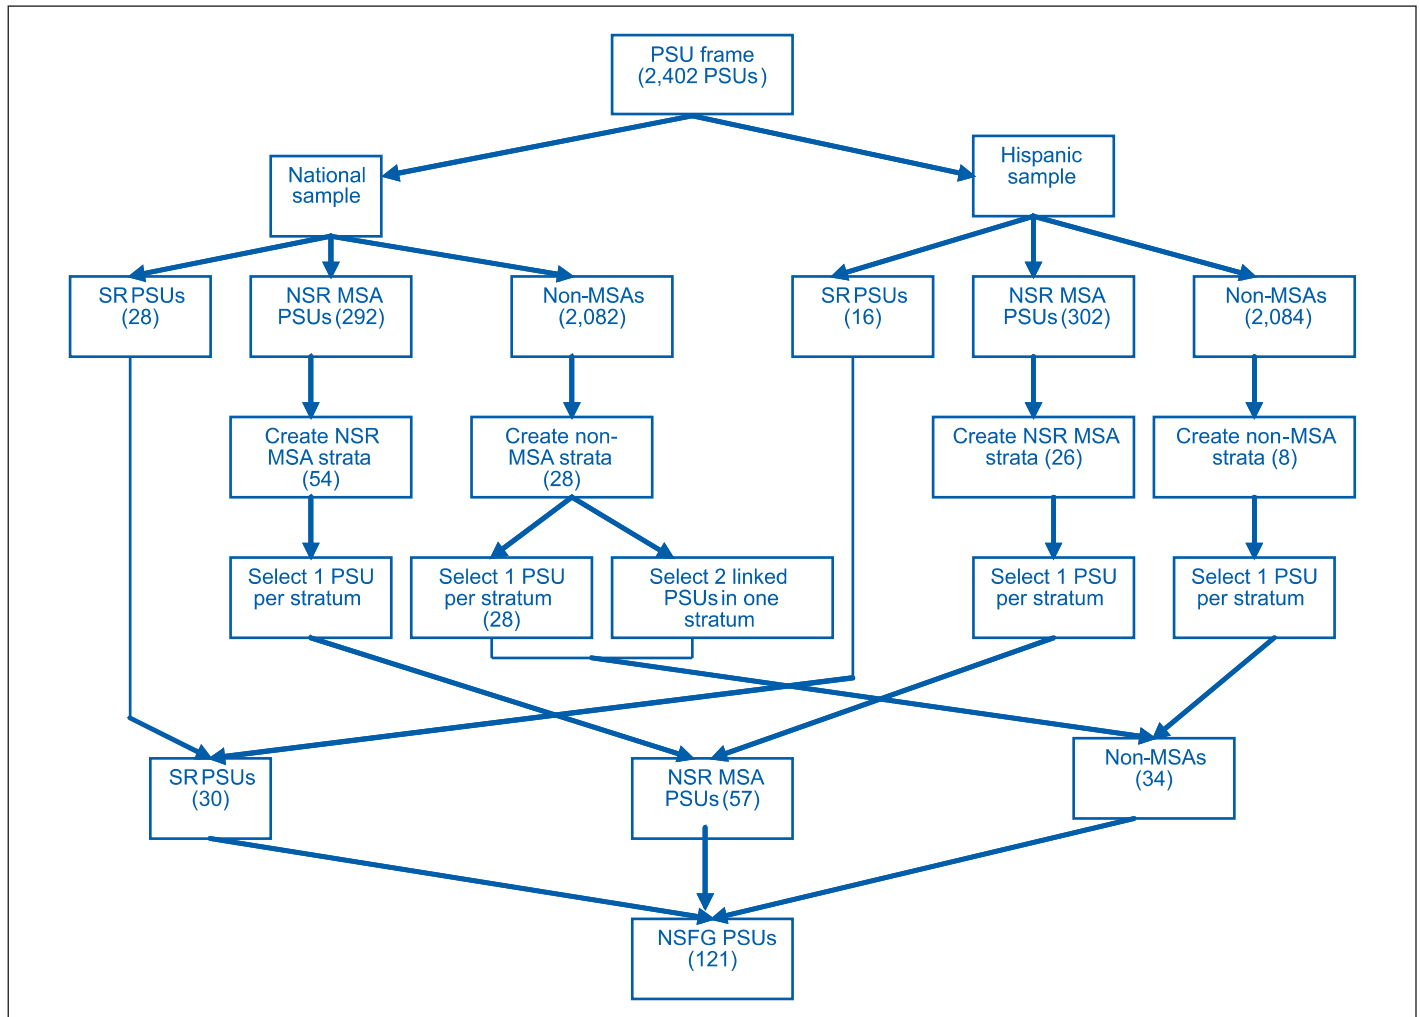 PSU frame
(2,402 PSUs)
National
sample
Hispanic
sample
SR PSUs
(28)
NSR MSA
PSUs (292)
Non-MSAs
(2,082)
SR PSUs
(16)
NSR MSA
PSUs (302)
Non-MSAs
(2,084)
Create NSR
MSA strata
(54)
Create non-
MSA strata
(28)
Create NSR MSA
strata (26)
Create non-MSA
strata (8)
Select 1 PSU
per stratum
Select 1 PSU
per stratum
(28)
Select 2 linked
PSUs in one
stratum
Select 1 PSU
per stratum
Select 1 PSU
per stratum
SR PSUs
(30)
NSR MSA
PSUs (57)
Non-MSAs
(34)
NSFG PSUs
(121)